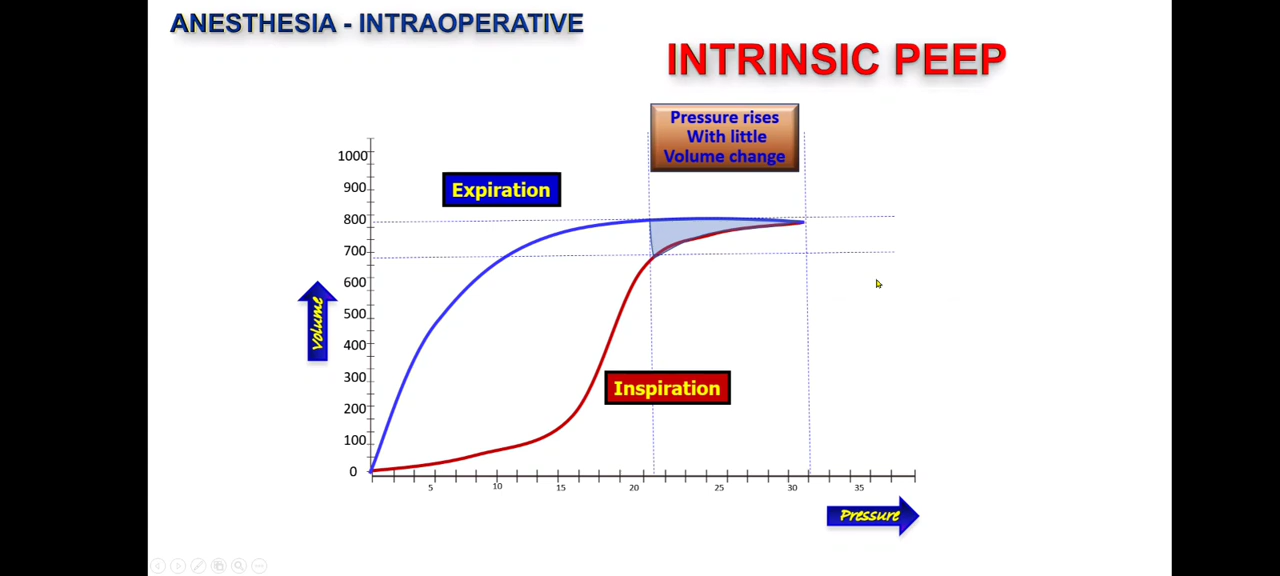 ANESTHESIA - INTRAOPERATIVE
INTRINSIC PEEP
Pressure rises
With little
Volume change
Expiration
1000
900
800
700
600
500
400
300
200
100
0
Volume
Inspiration
5 10 15 20 25 30 35
Pressure